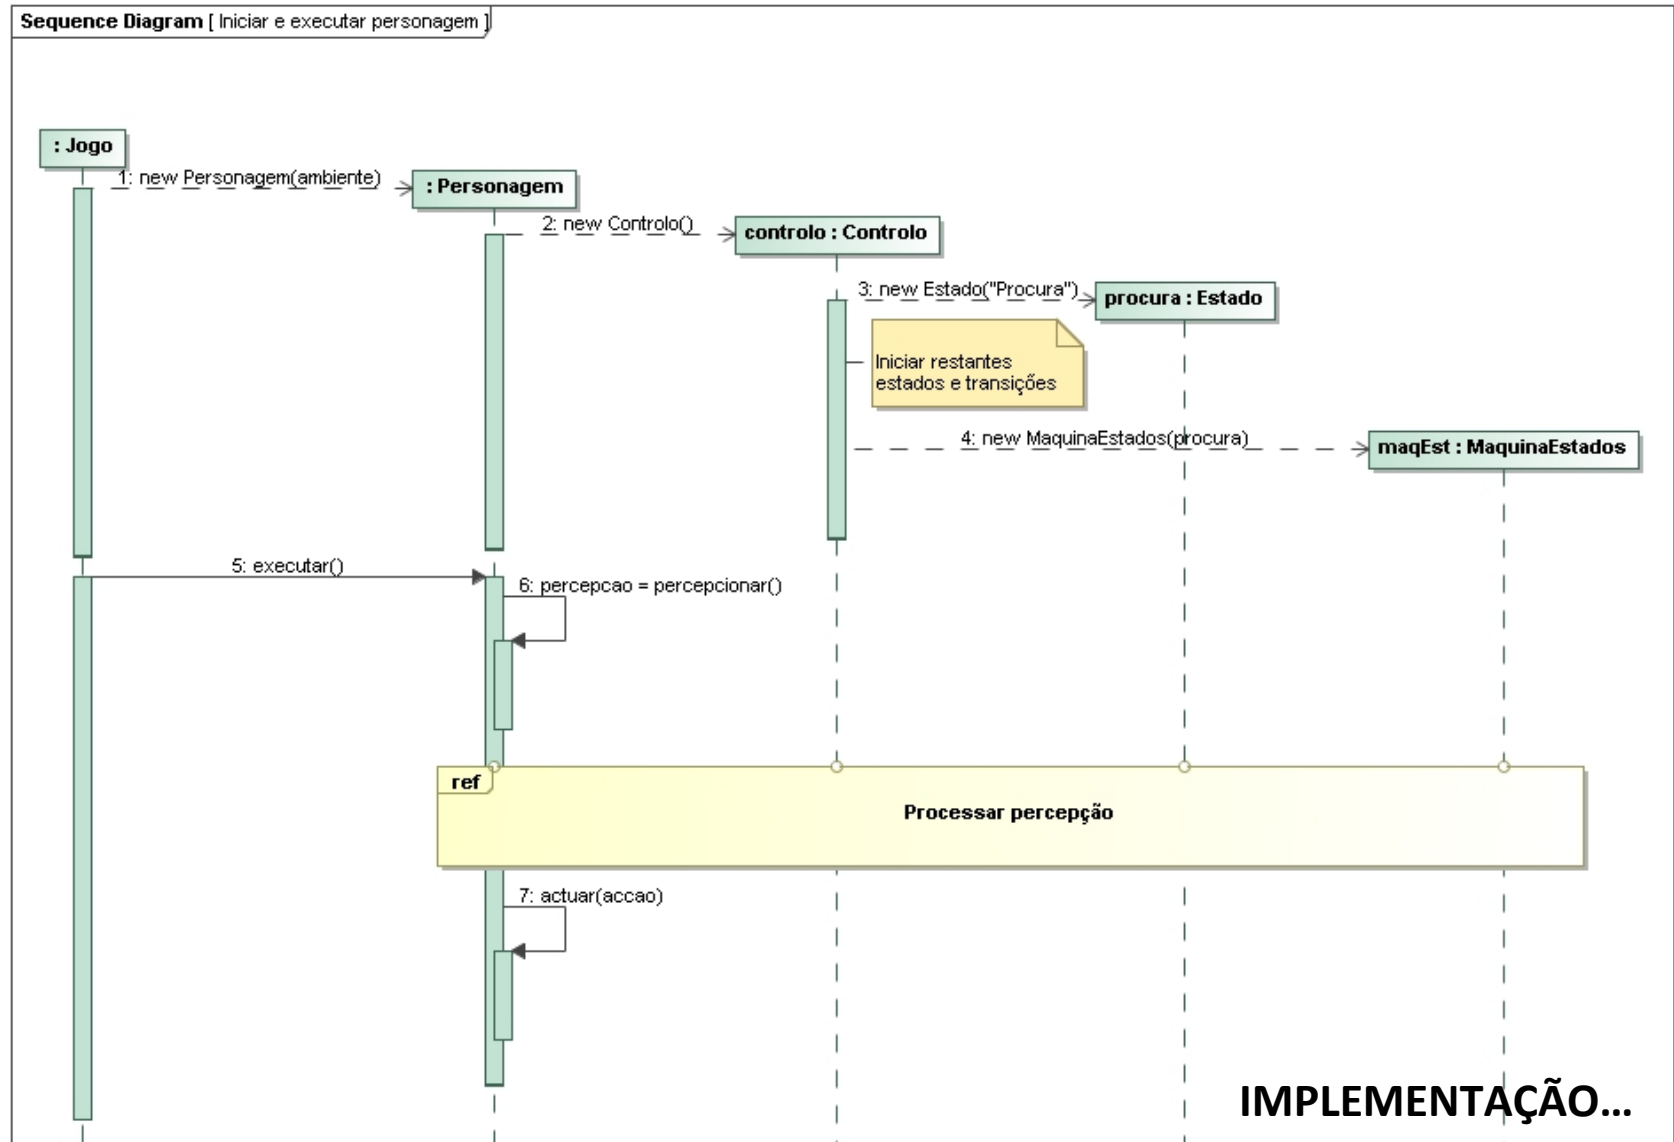 Sequence Diagram [ Iniciar e executar personagem ]
: Jogo
1: new Personagem(ambiente)
: Personagem
2: new Controlo()
controlo : Controlo
3: new Estado("Procura")
procura : Estado
Iniciar restantes
estados e transições
4: new MaquinaEstados(procura)
maqEst : MaquinaEstados
5: executar()
6: percepcao = percepcionar()
ref
Processar percepção
7: actuar(accao)
IMPLEMENTAÇÃO...